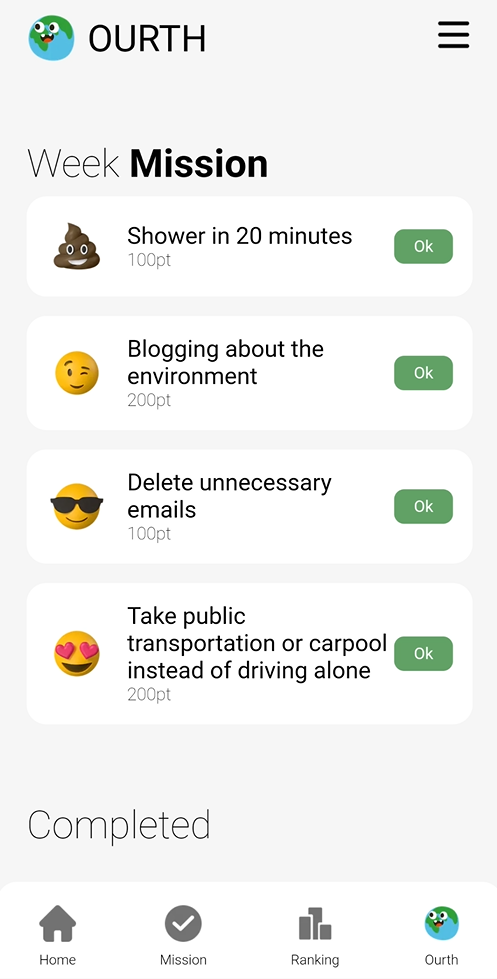 OURTH
Week Mission
Shower in 20 minutes
100pt
Ok
Blogging about the
environment
200pt
Ok
Delete unnecessary
emails
100pt
Ok
Take public
transportation or carpool
instead of driving alone
200pt
Ok
Completed
Home
Mission
Ranking
Ourth